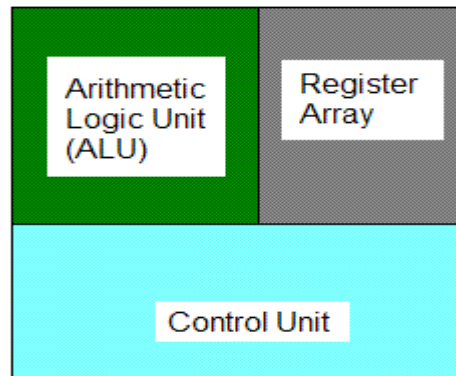 Arithmetic
Logic Unit
(ALU)
Register
Array
Control Unit